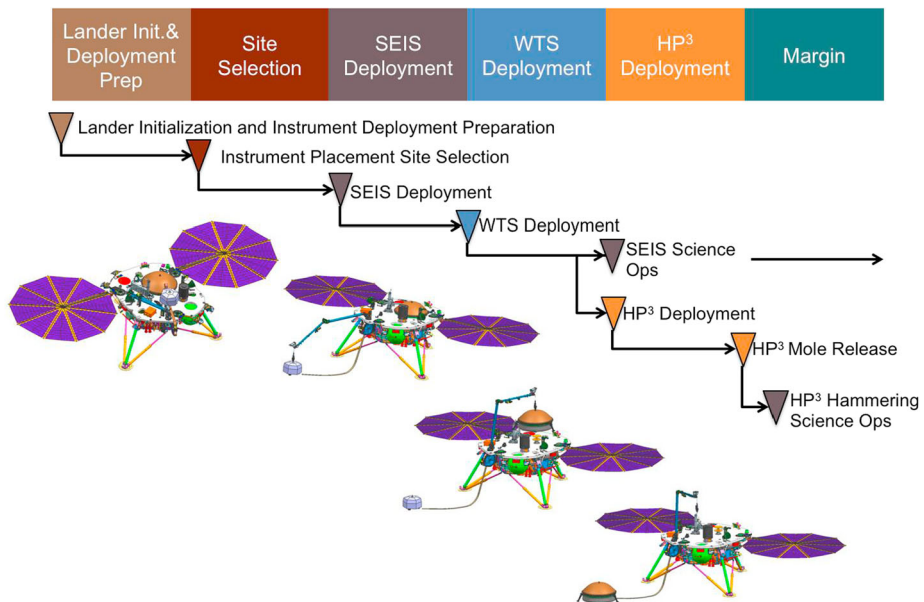 Lander Init.&
Deployment
Prep
Site
Selection
SEIS
Deployment
WTS
Deployment
HP³
Deployment
Margin
Lander Initialization and Instrument Deployment Preparation
Instrument Placement Site Selection
SEIS Deployment
WTS Deployment
SEIS Science
Ops
HP³ Deployment
HP³ Mole Release
HP³ Hammering
Science Ops